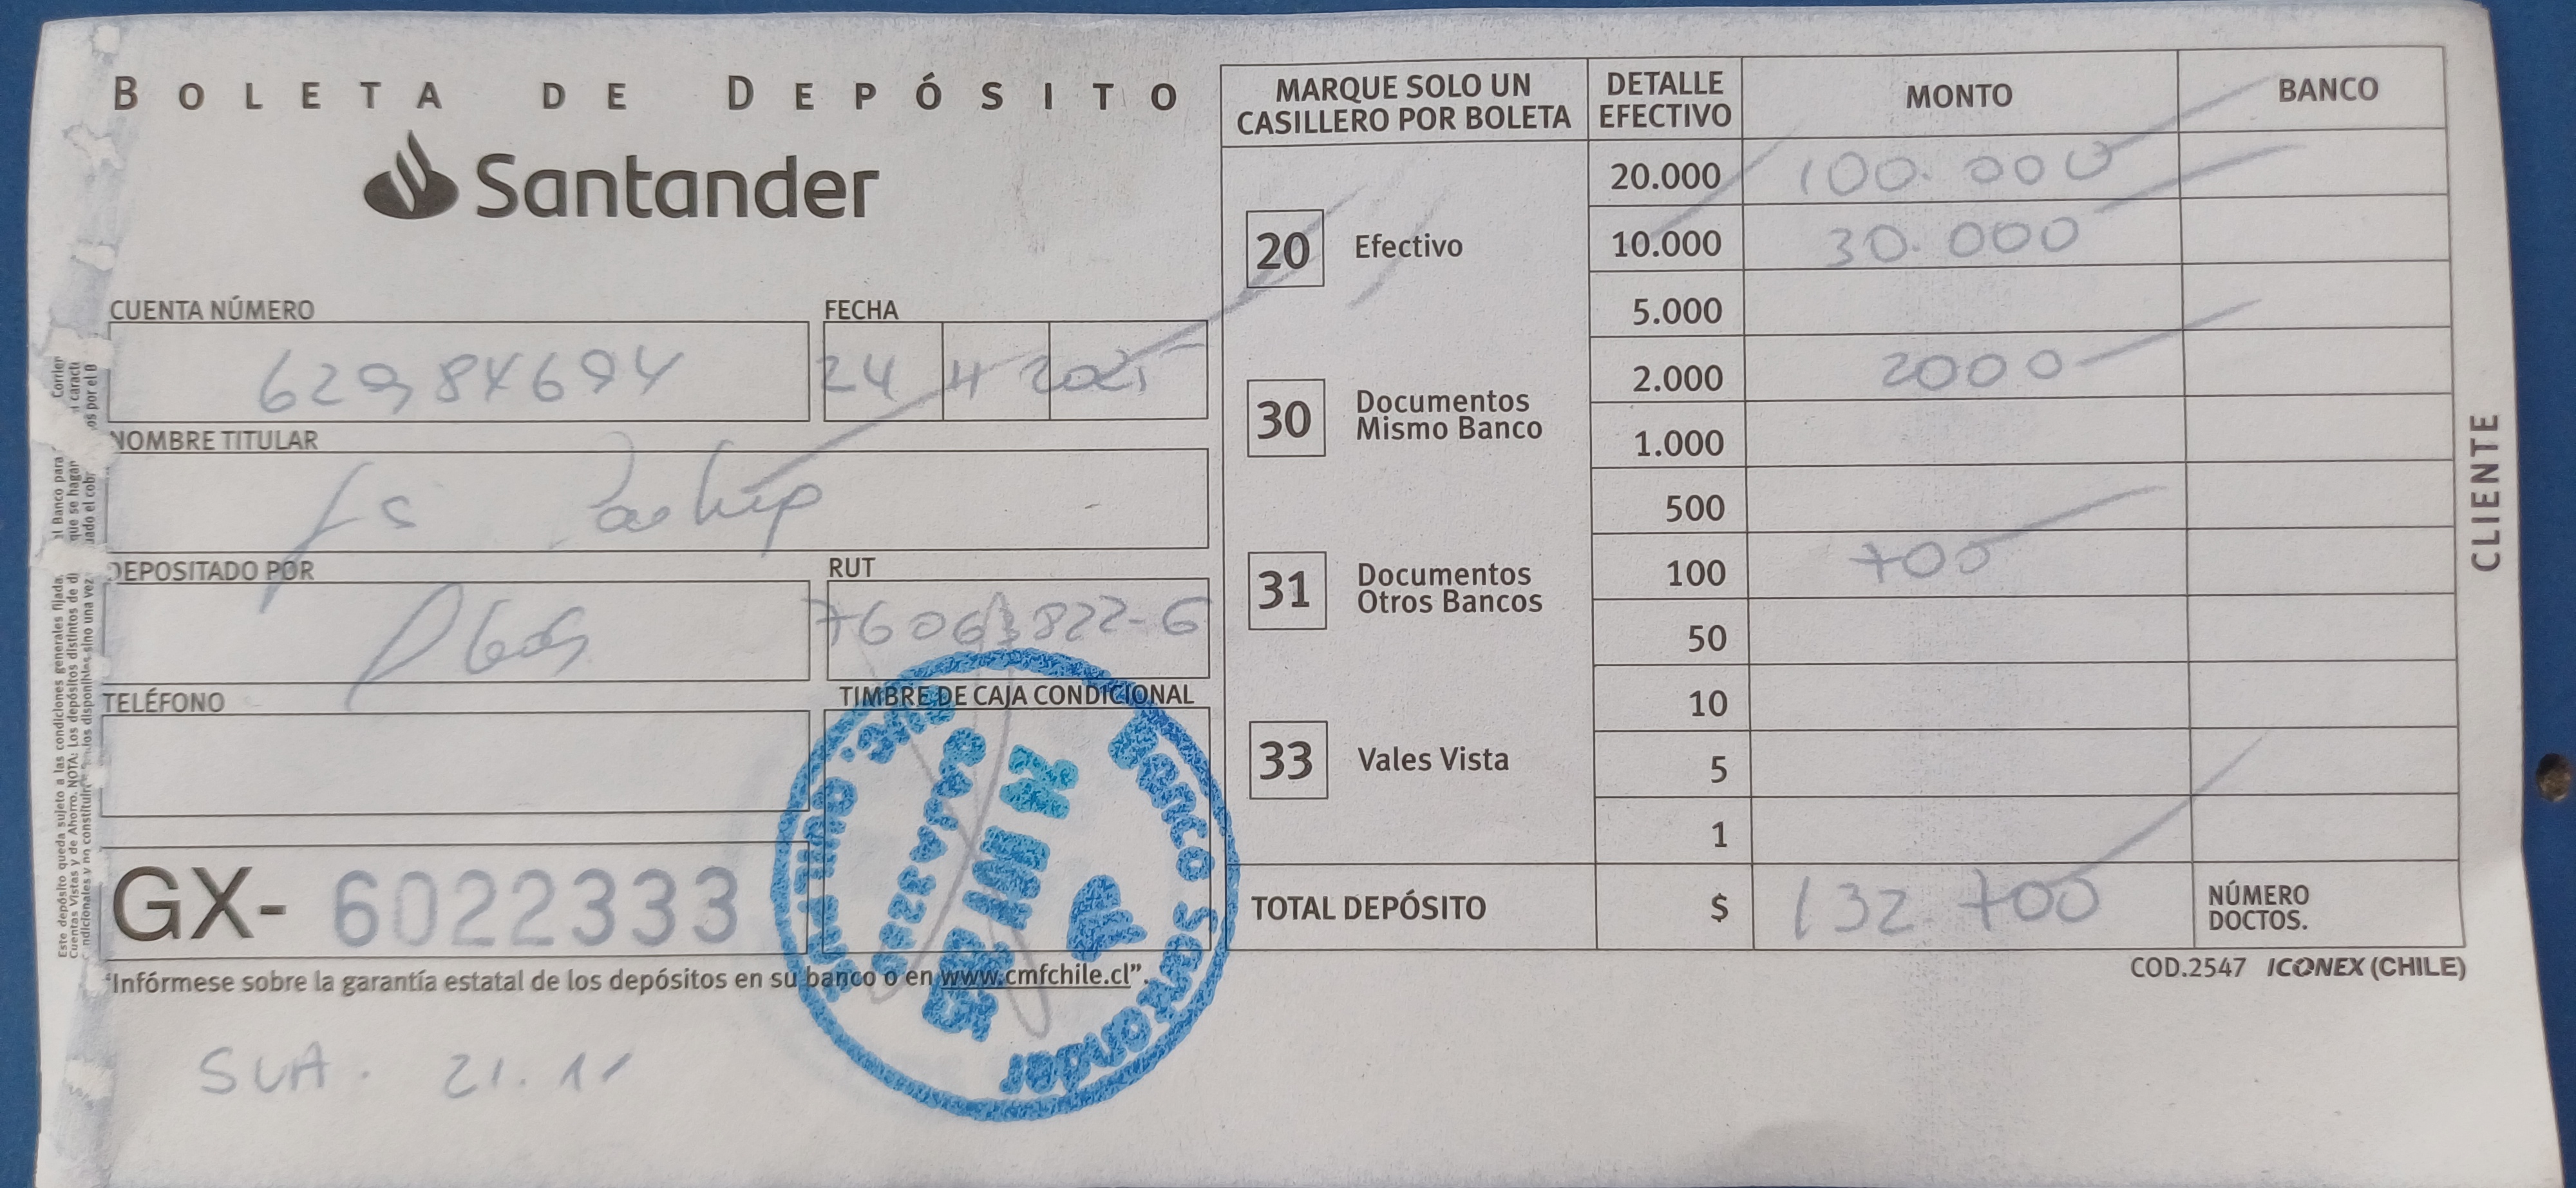 BOLETA DE DEPÓSITO
Santander
CUENTA NÚMERO
62984694
FECHA
24 4 2025
NOMBRE TITULAR
DEPOSITADO POR
RUT
76063822-6
TELÉFONO
TIMBRE DE CAJA CONDICIONAL
GX- 6022333
"Infórmese sobre la garantía estatal de los depósitos en su banco o en www.cmfchile.cl".
SUA. 21.11
MARQUE SOLO UN
CASILLERO POR BOLETA
20 Efectivo
30 Documentos
Mismo Banco
31 Documentos
Otros Bancos
33 Vales Vista
DETALLE
EFECTIVO
MONTO
BANCO
20.000 100.000
10.000 30.000
5.000
2.000 2000
1.000
500
100 700
50
10
5
1
TOTAL DEPÓSITO $ 132.700
NÚMERO
DOCTOS.
COD.2547 ICONEX (CHILE)
CLIENTE
Banco Santander